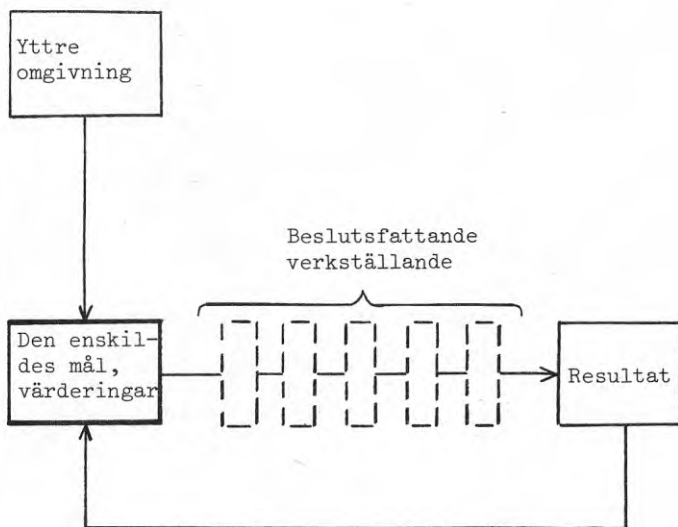 Yttre
omgivning
Beslutsfattande
verkställande
Den enskil-
des mål,
värderingar
Resultat